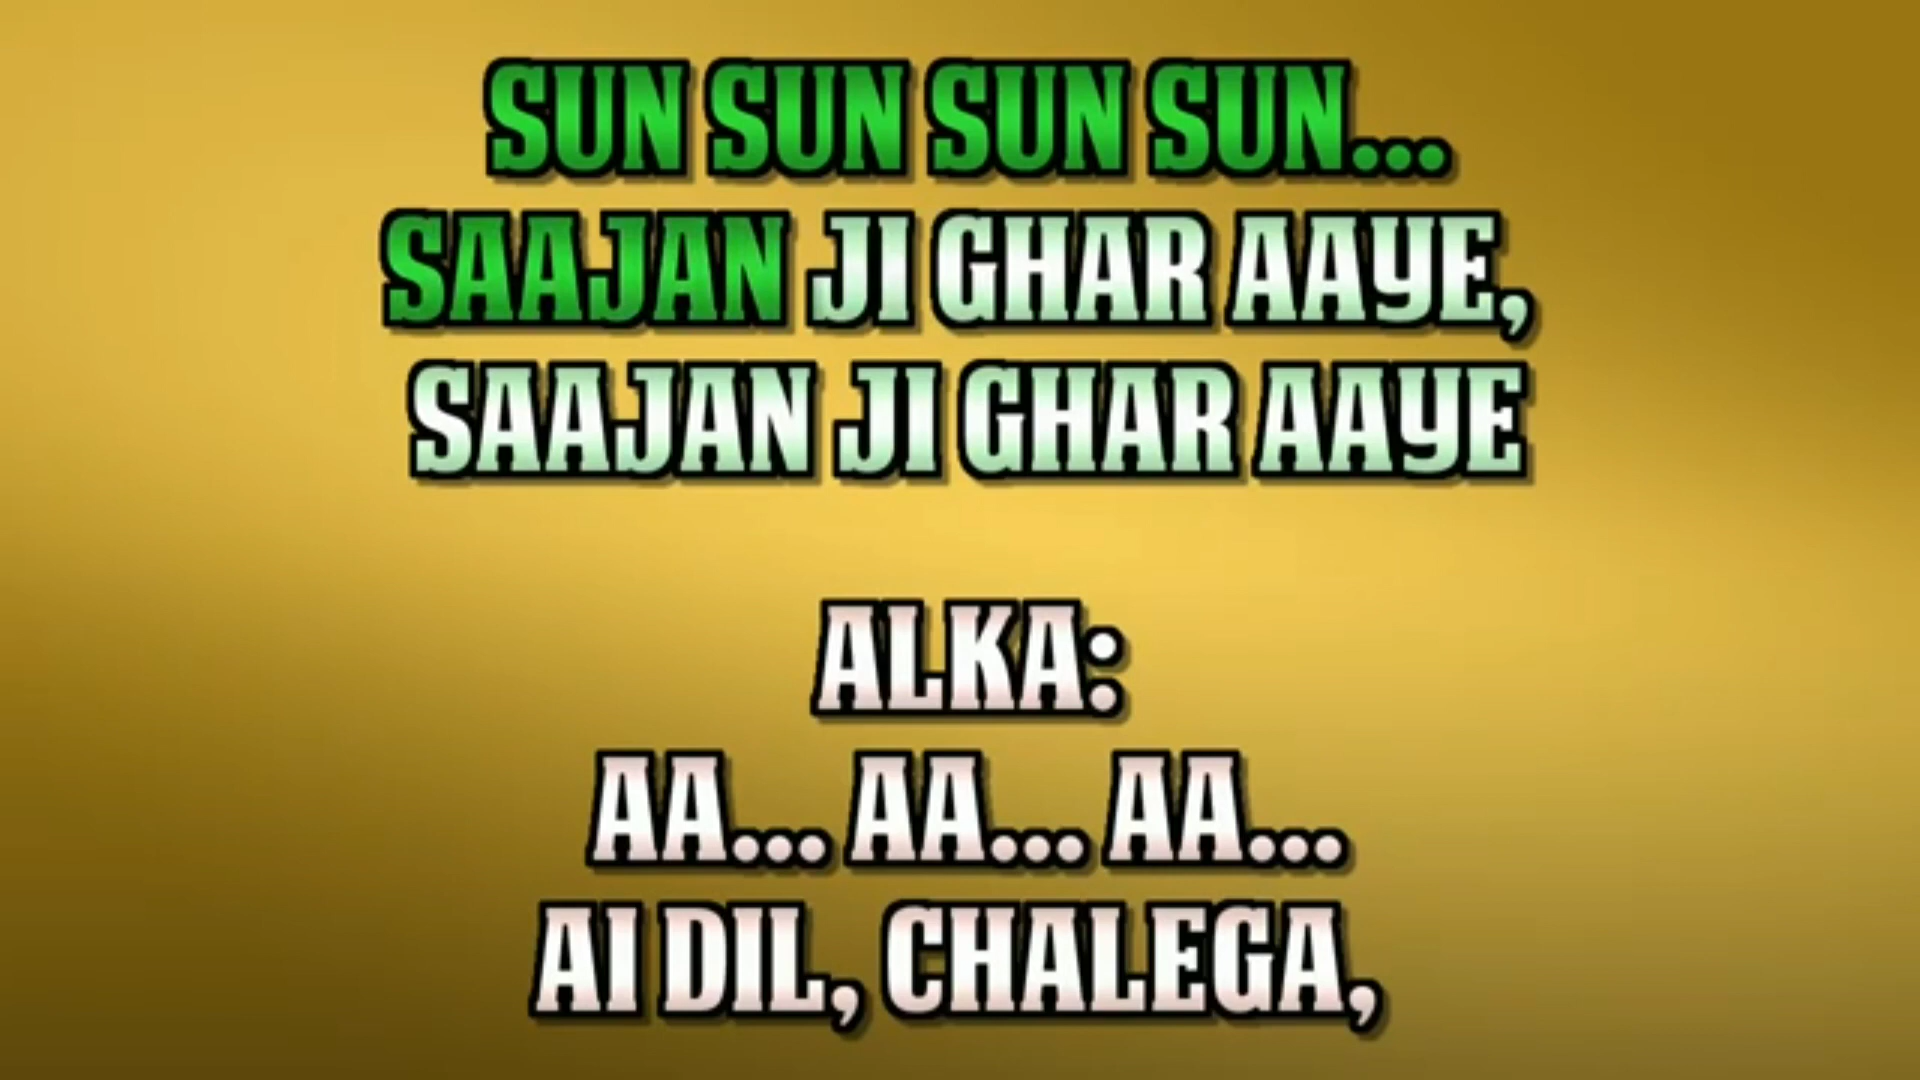 SUN SUN SUN SUN...
SAAJAN JI GHAR AAYE,
SAAJAN JI GHAR AAYE
ALKA:
AA... AA... AA...
AI DIL, CHALEGA,